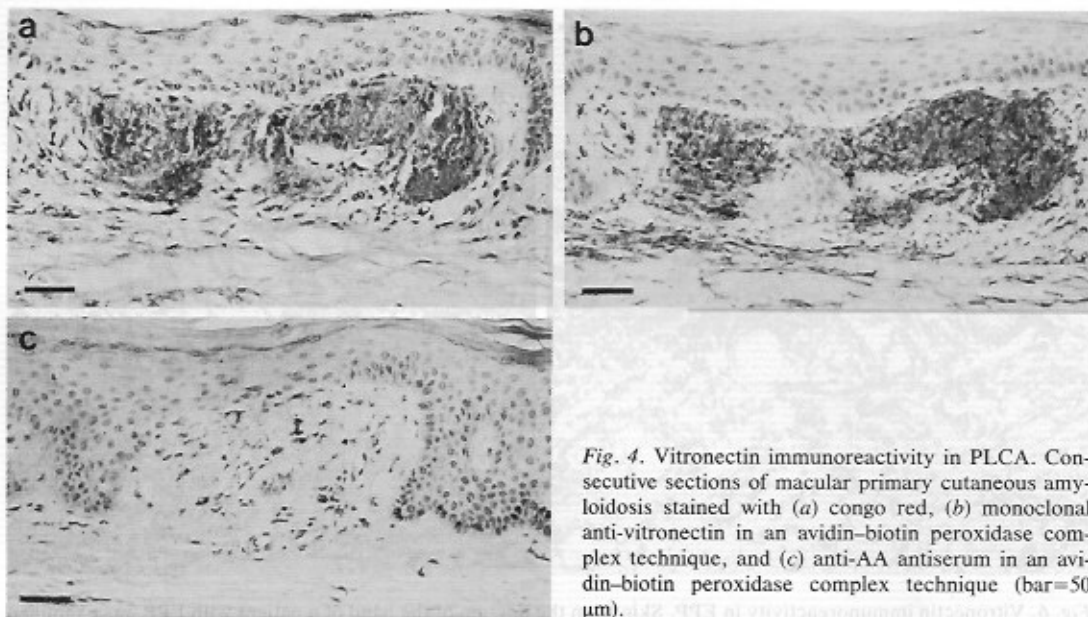 a
b
c
Fig. 4. Vitronectin immunoreactivity in PLCA. Con-
secutive sections of macular primary cutaneous amy-
loidosis stained with (a) congo red, (b) monoclonal
anti-vitronectin in an avidin–biotin peroxidase com-
plex technique, and (c) anti-AA antiserum in an avi-
din–biotin peroxidase complex technique (bar=50
μm).